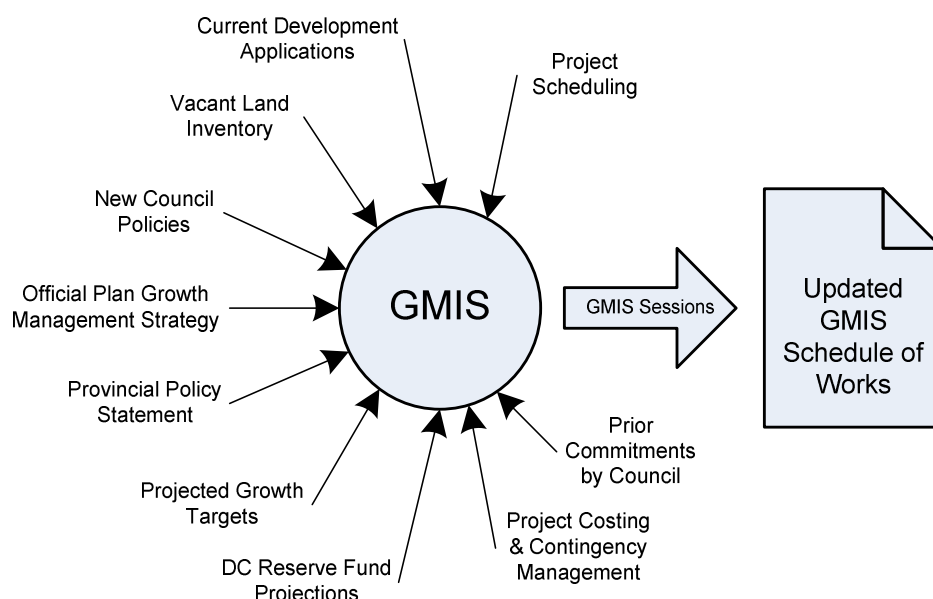 Current Development
Applications
Project
Scheduling
Vacant Land
Inventory
New Council
Policies
Official Plan Growth
Management Strategy
Provincial Policy
Statement
Projected Growth
Targets
DC Reserve Fund
Projections
Project Costing
& Contingency
Management
Prior
Commitments
by Council
GMIS
GMIS Sessions
Updated
GMIS
Schedule of
Works